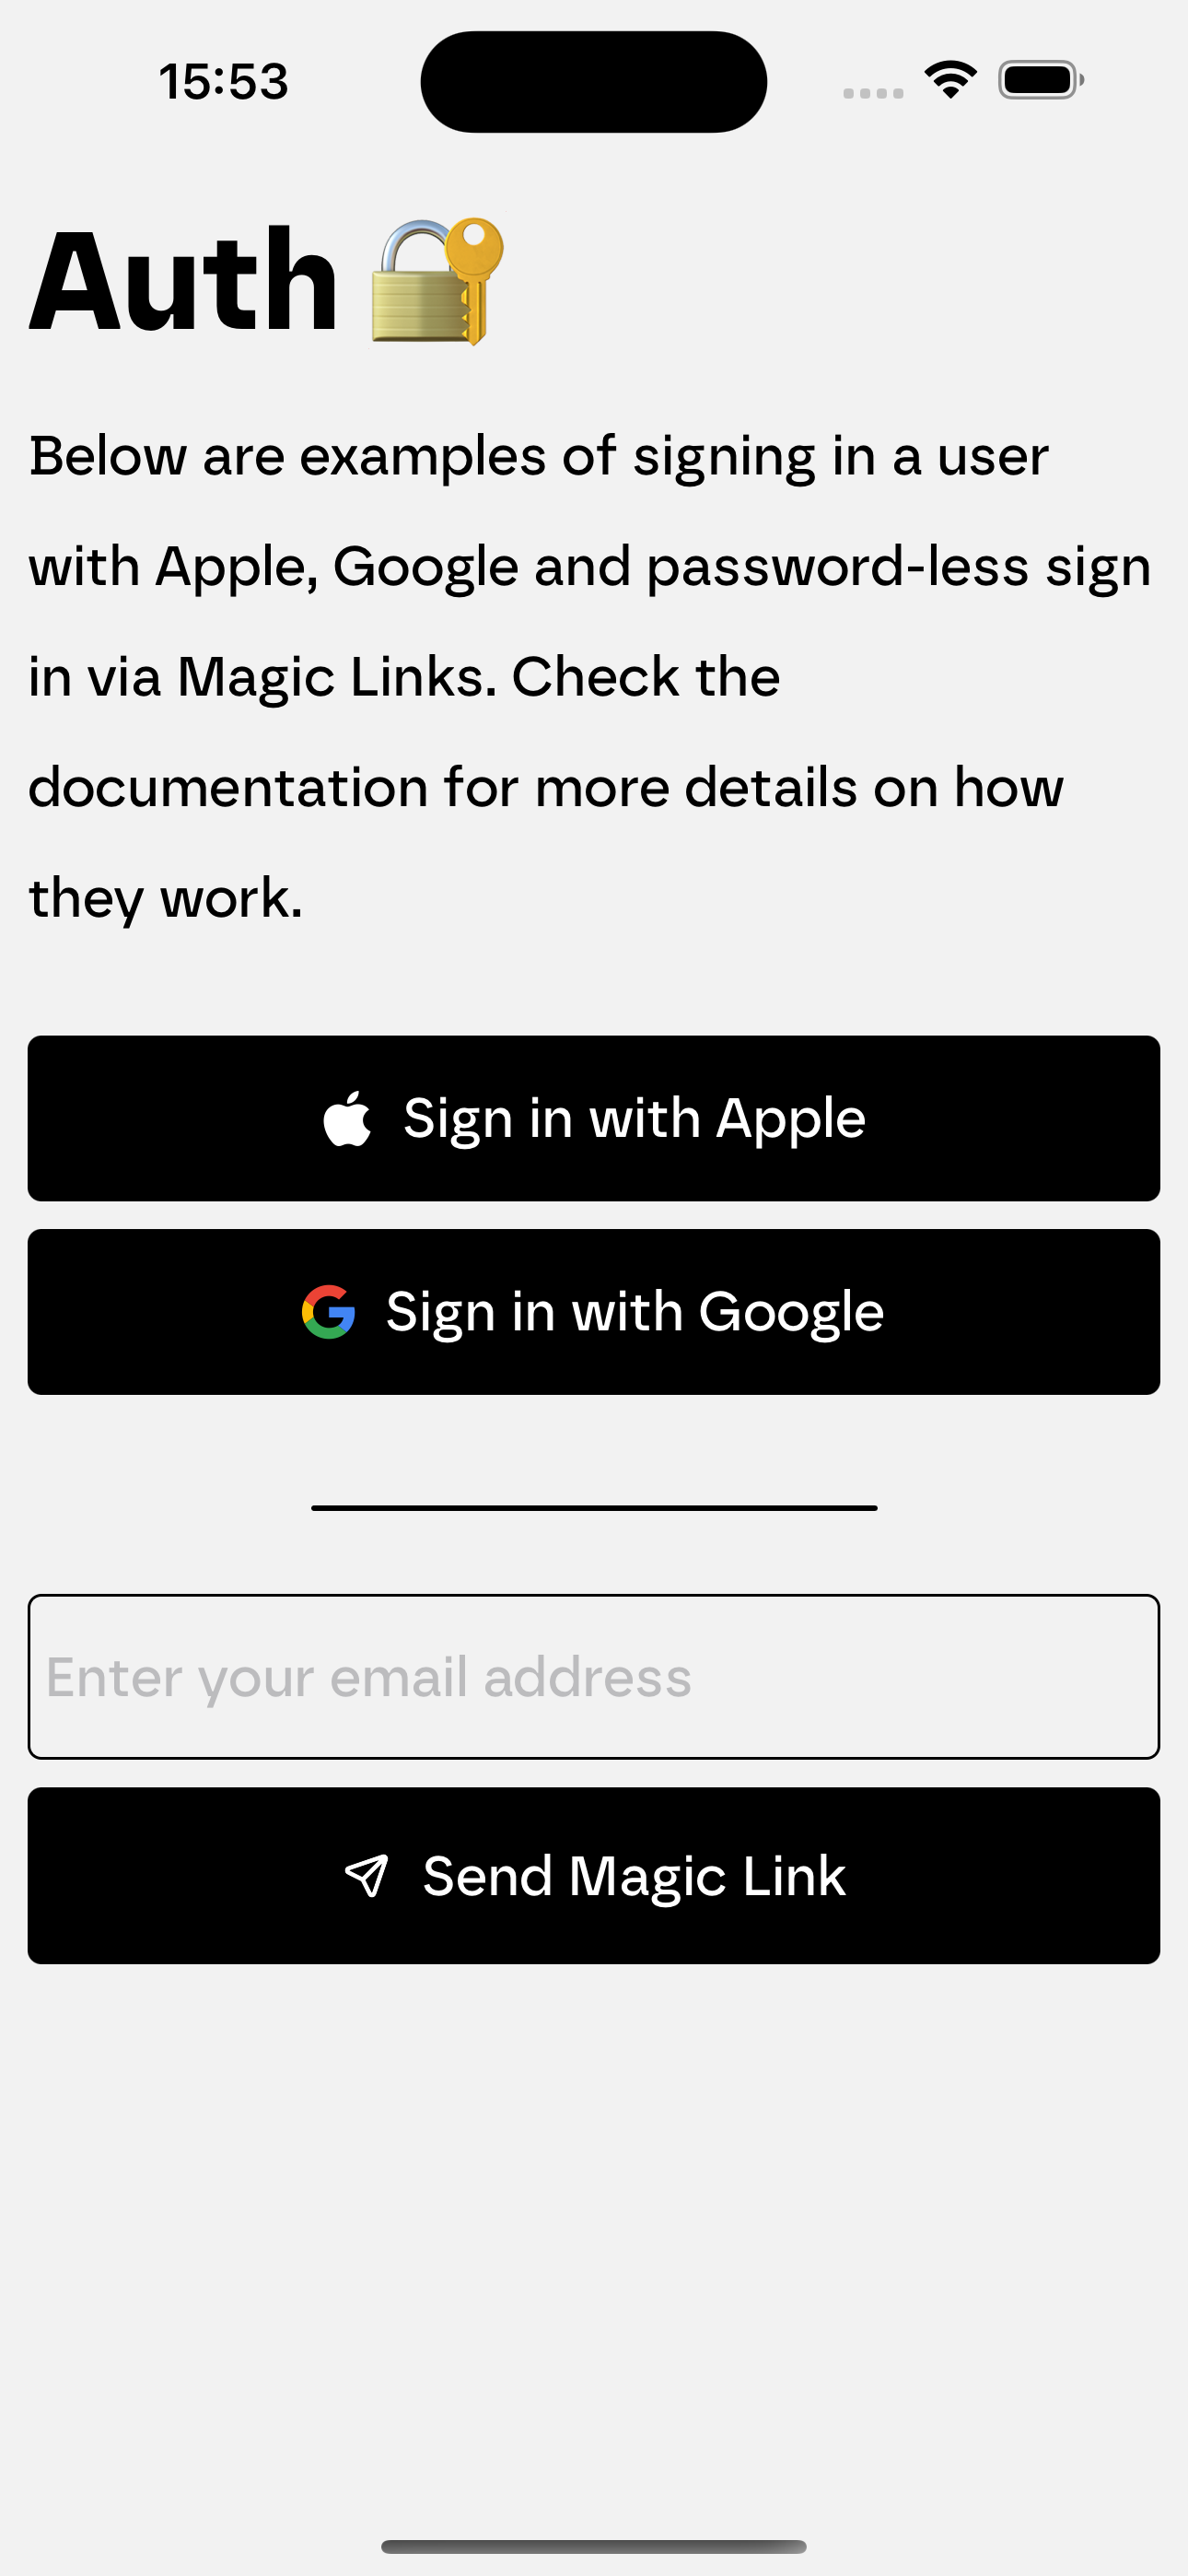 15:53
Auth 🔐
Below are examples of signing in a user
with Apple, Google and password-less sign
in via Magic Links. Check the
documentation for more details on how
they work.
Sign in with Apple
Sign in with Google
Enter your email address
Send Magic Link